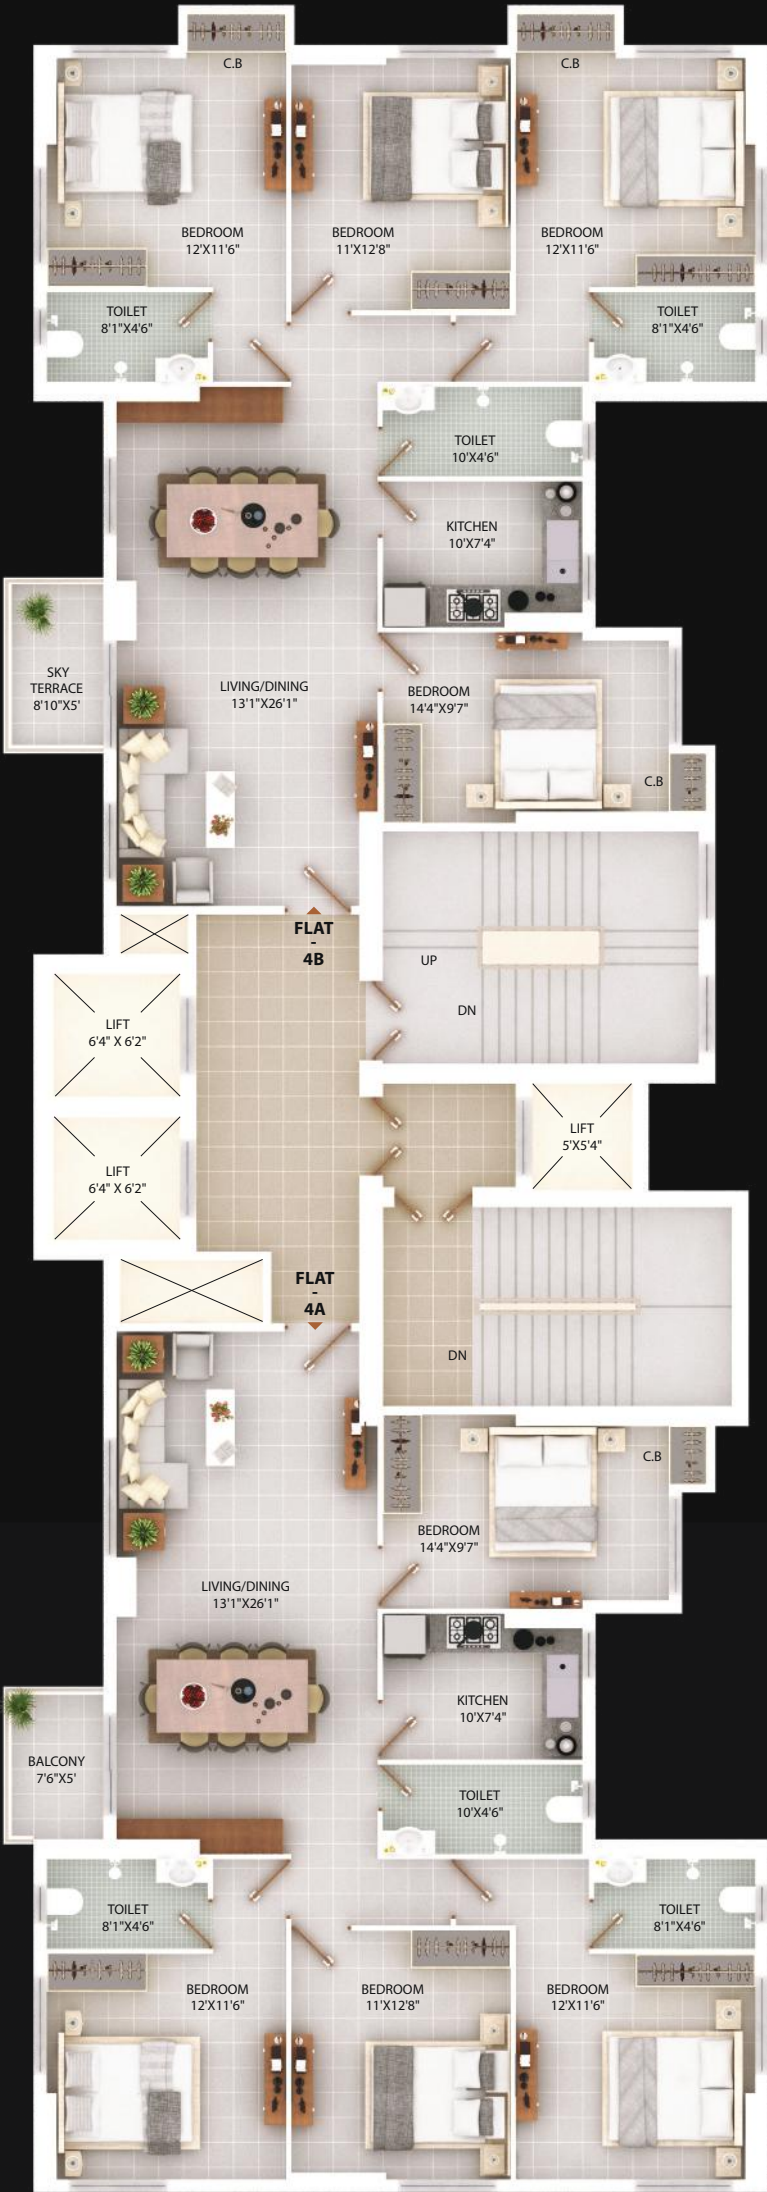 C.B
C.B
BEDROOM
12'X11'6"
BEDROOM
11'X12'8"
BEDROOM
12'X11'6"
TOILET
8'1"X4'6"
TOILET
8'1"X4'6"
TOILET
10'X4'6"
KITCHEN
10'X7'4"
SKY
TERRACE
8'10"X5'
LIVING/DINING
13'1"X26'1"
BEDROOM
14'4"X9'7"
C.B
FLAT
-
4B
UP
DN
LIFT
6'4" X 6'2"
LIFT
5'X5'4"
LIFT
6'4" X 6'2"
FLAT
-
4A
DN
C.B
BEDROOM
14'4"X9'7"
LIVING/DINING
13'1"X26'1"
KITCHEN
10'X7'4"
BALCONY
7'6"X5'
TOILET
10'X4'6"
TOILET
8'1"X4'6"
TOILET
8'1"X4'6"
BEDROOM
12'X11'6"
BEDROOM
11'X12'8"
BEDROOM
12'X11'6"